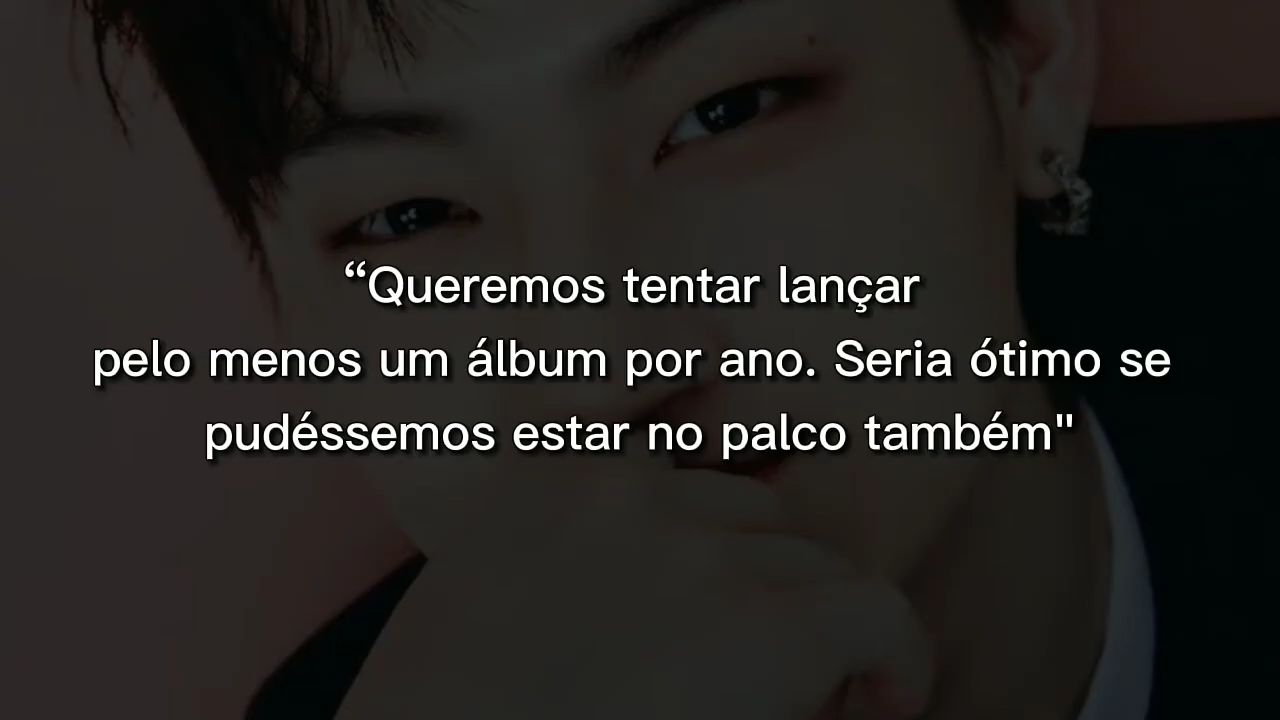 “Queremos tentar lançar
pelo menos um álbum por ano. Seria ótimo se
pudéssemos estar no palco também"